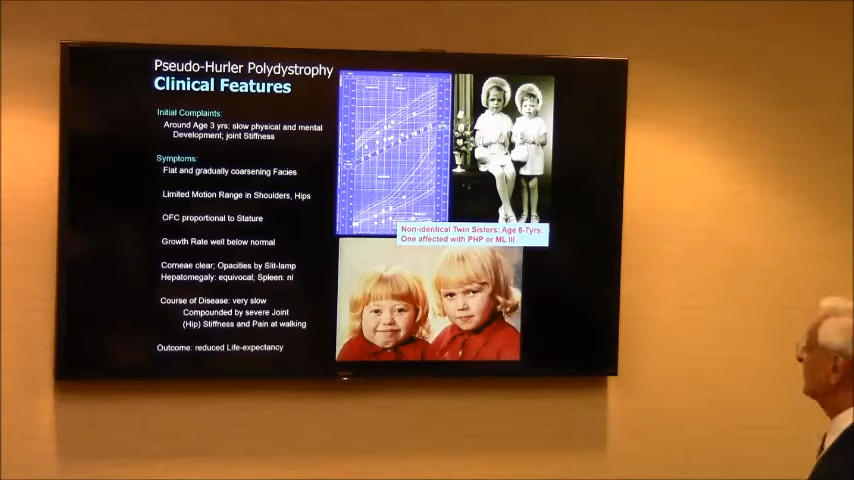 Pseudo-Hurler Polydystrophy
Clinical Features
Initial Complaints:
Around Age 3 yrs: slow physical and mental
Development; joint Stiffness
Symptoms:
Flat and gradually coarsening Facies
Limited Motion Range in Shoulders, Hips
OFC proportional to Stature
Growth Rate well below normal
Corneae clear; Opacities by Slit-lamp
Hepatomegaly: equivocal; Spleen: nl
Course of Disease: very slow
Compounded by severe Joint
(Hip) Stiffness and Pain at walking
Outcome: reduced Life-expectancy
Non-identical Twin Sisters: Age 6-7yrs:
One affected with PHP or ML III